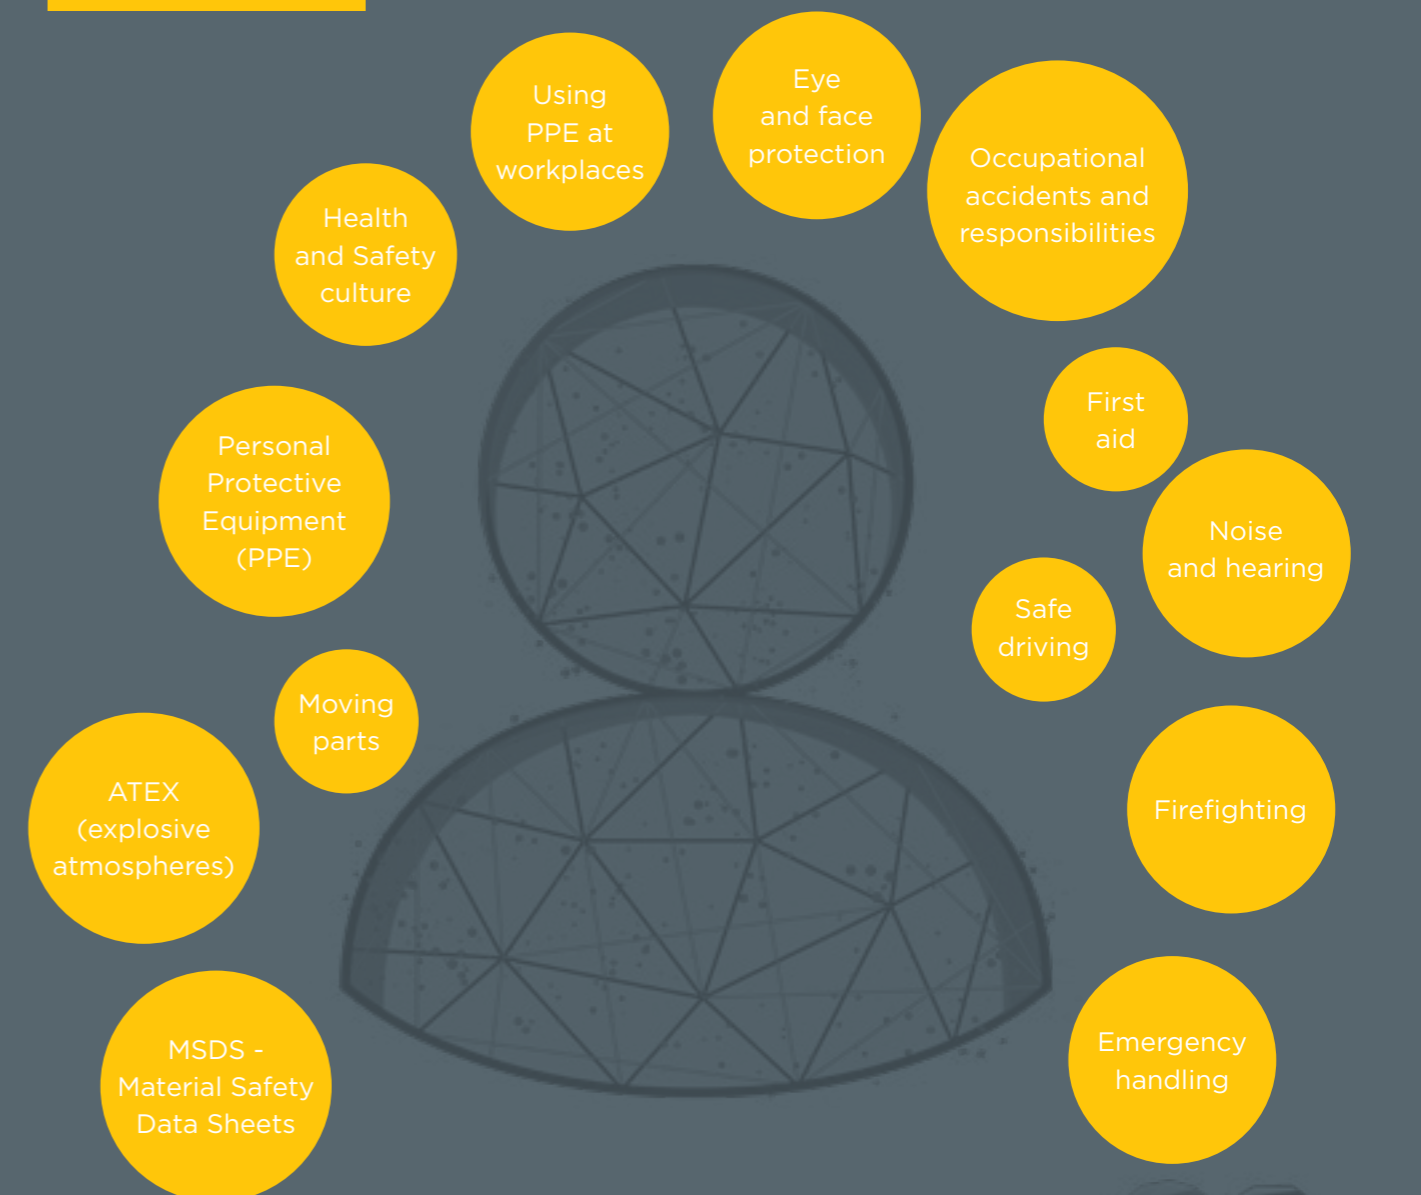 Using
PPE at
workplaces
Eye
and face
protection
Occupational
accidents and
responsibilities
Health
and Safety
culture
First
aid
Personal
Protective
Equipment
(PPE)
Noise
and hearing
Safe
driving
Moving
parts
ATEX
(explosive
atmospheres)
Firefighting
MSDS -
Material Safety
Data Sheets
Emergency
handling